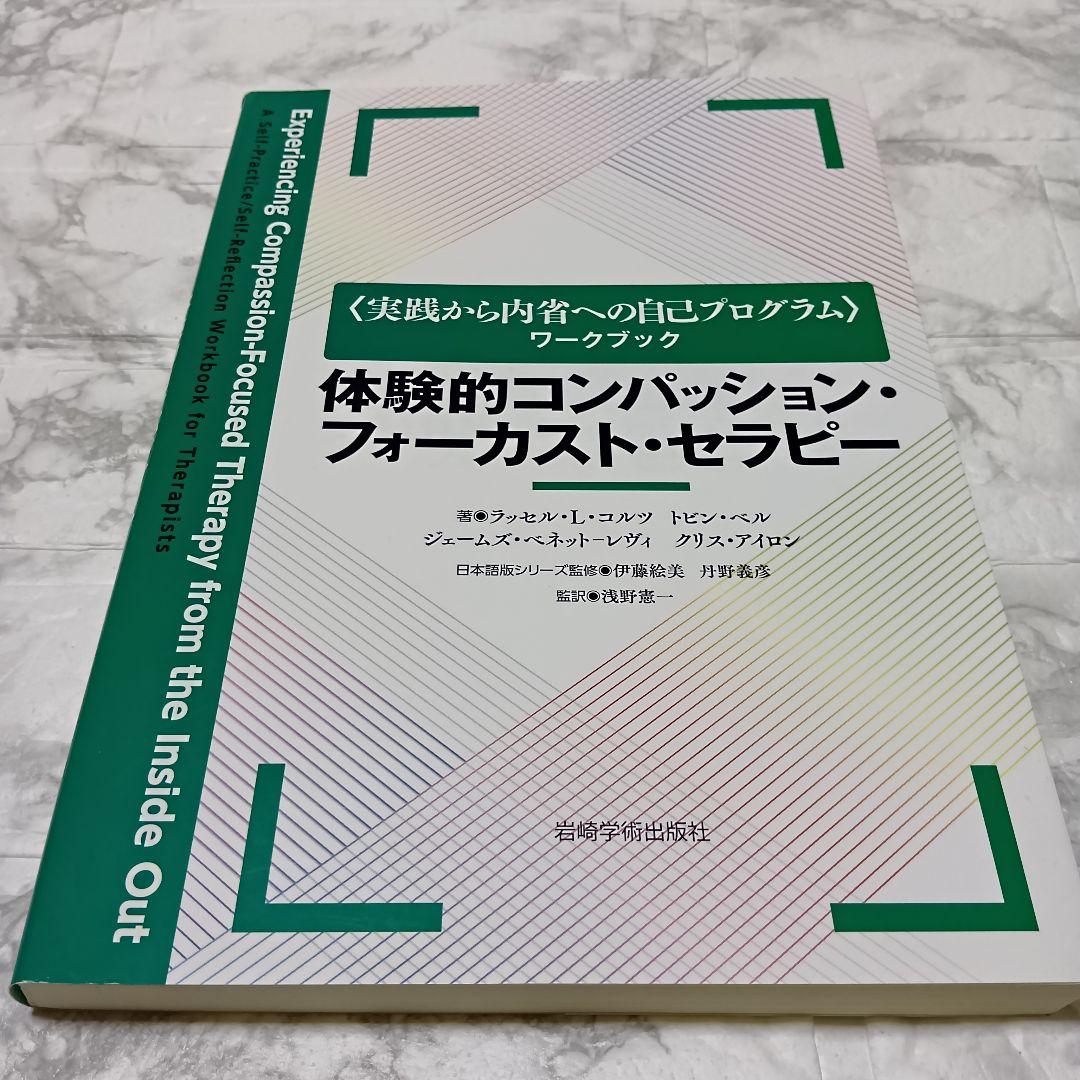 Experiencing Compassion-Focused Therapy from the Inside Out
A Self-Practice/Self-Reflection Workbook for Therapists
〈実践から内省への自己プログラム〉
ワークブック
体験的コンパッション・
フォーカスト・セラピー
著◉ラッセル・L・コルツ　トビン・ベル
ジェームズ・ベネット-レヴィ　クリス・アイロン
日本語版シリーズ監修◉伊藤絵美　丹野義彦
監訳◉浅野憲一
岩崎学術出版社